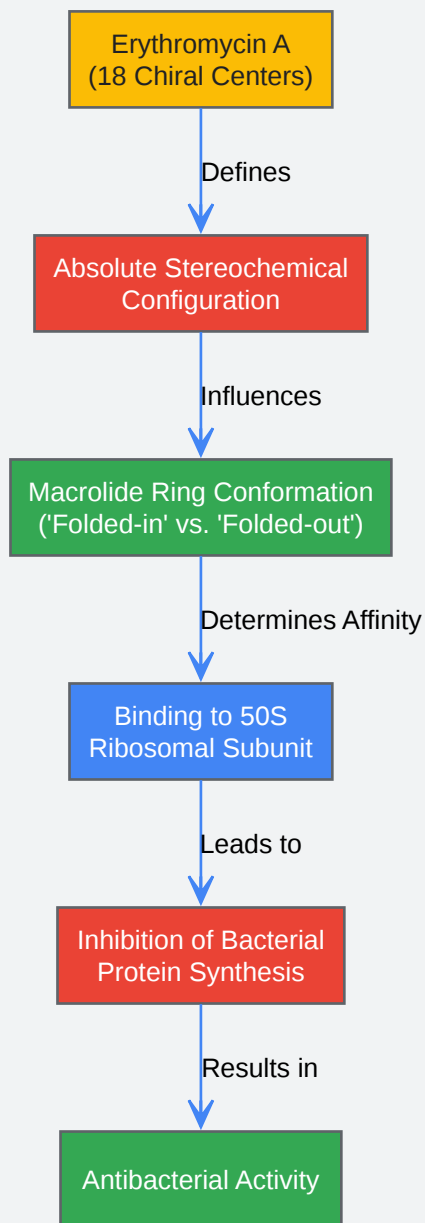 Erythromycin A
(18 Chiral Centers)
Defines
Absolute Stereochemical
Configuration
Influences
Macrolide Ring Conformation
('Folded-in' vs. 'Folded-out')
Determines Affinity
Binding to 50S
Ribosomal Subunit
Leads to
Inhibition of Bacterial
Protein Synthesis
Results in
Antibacterial Activity